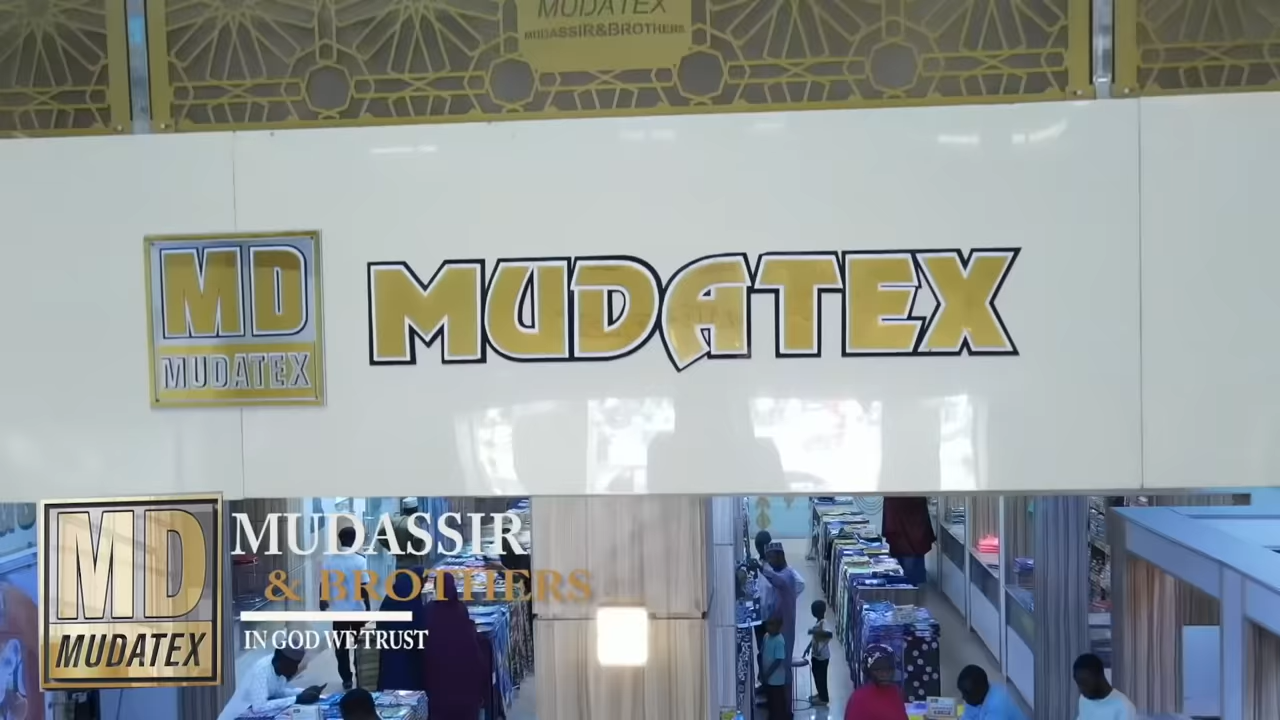 MUDATEX
MUDASSIR&BROTHERS
MD
MUDATEX
MUDATEX
MD
MUDATEX
MUDASSIR
& BROTHERS
IN GOD WE TRUST